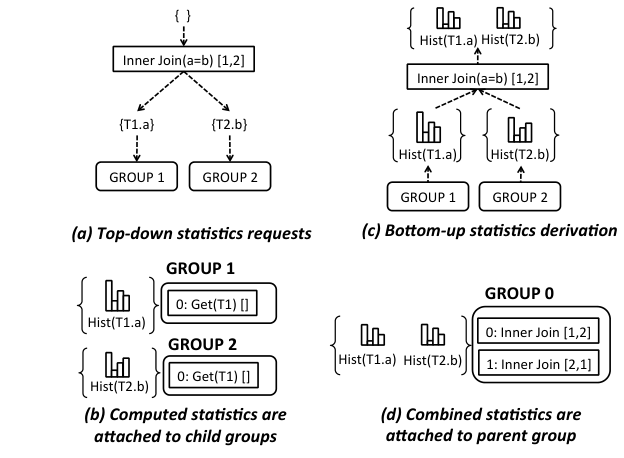 { }
Inner Join(a=b) [1,2]
{T1.a} {T2.b}
GROUP 1 GROUP 2
(a) Top-down statistics requests
Hist(T1.a) Hist(T2.b)
Inner Join(a=b) [1,2]
Hist(T1.a) Hist(T2.b)
GROUP 1 GROUP 2
(c) Bottom-up statistics derivation
GROUP 1
0: Get(T1) []
Hist(T1.a)
GROUP 2
0: Get(T1) []
Hist(T2.b)
(b) Computed statistics are
attached to child groups
GROUP 0
0: Inner Join [1,2]
Hist(T1.a) Hist(T2.b)
1: Inner Join [2,1]
(d) Combined statistics are
attached to parent group